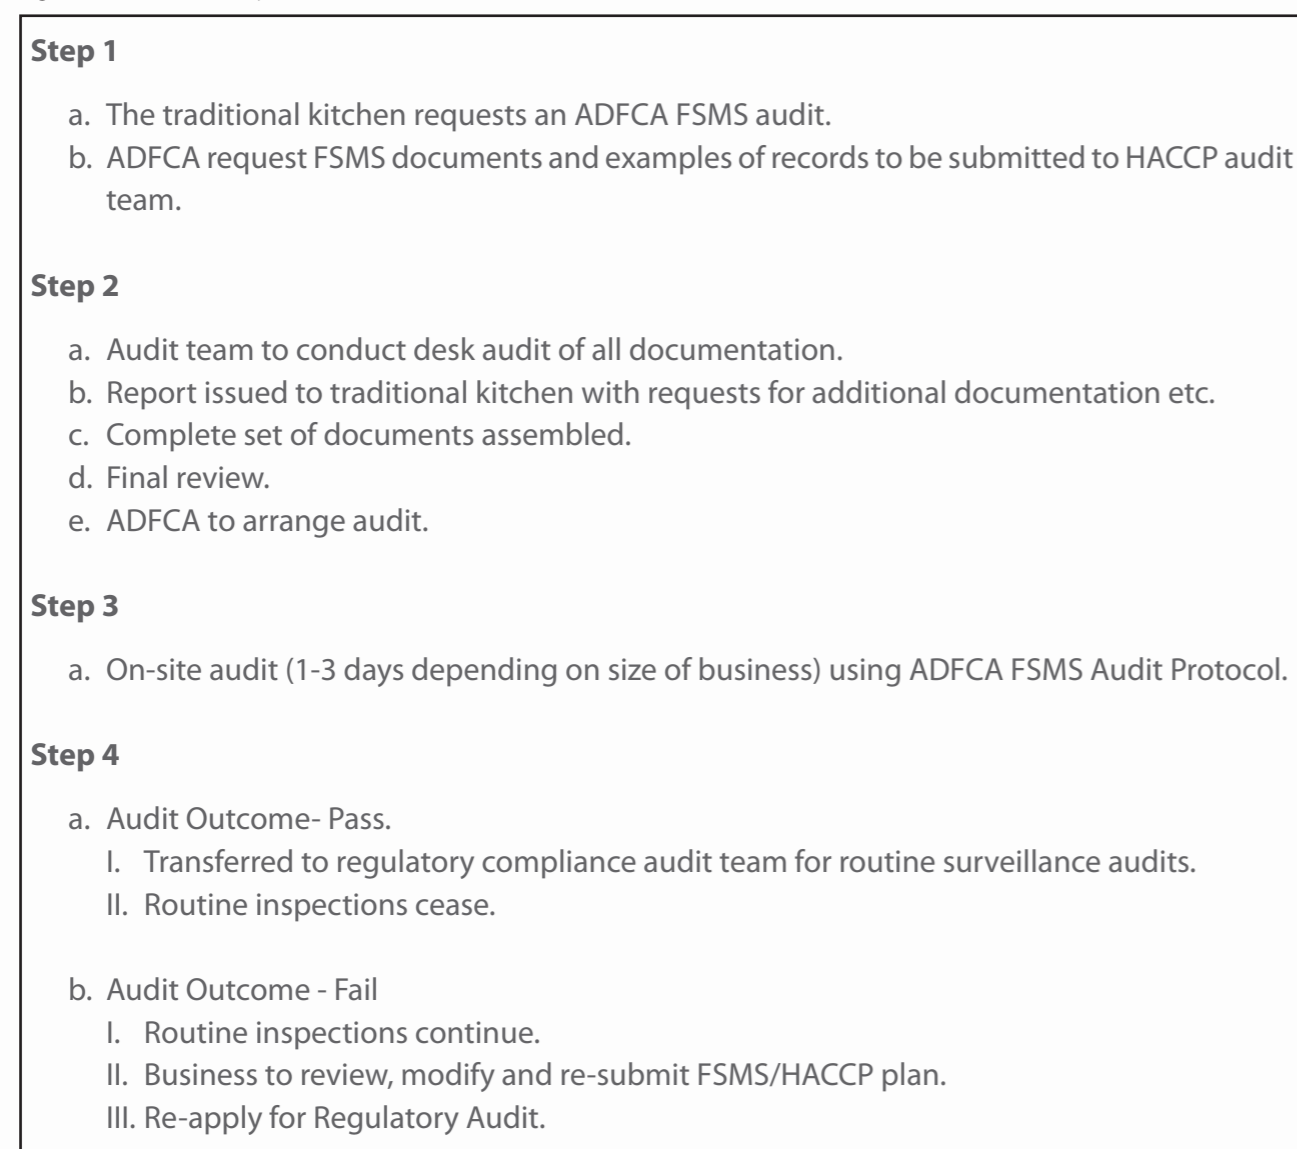 Step 1
a. The traditional kitchen requests an ADFCA FSMS audit.
b. ADFCA request FSMS documents and examples of records to be submitted to HACCP audit
team.
Step 2
a. Audit team to conduct desk audit of all documentation.
b. Report issued to traditional kitchen with requests for additional documentation etc.
c. Complete set of documents assembled.
d. Final review.
e. ADFCA to arrange audit.
Step 3
a. On-site audit (1-3 days depending on size of business) using ADFCA FSMS Audit Protocol.
Step 4
a. Audit Outcome- Pass.
I. Transferred to regulatory compliance audit team for routine surveillance audits.
II. Routine inspections cease.
b. Audit Outcome - Fail
I. Routine inspections continue.
II. Business to review, modify and re-submit FSMS/HACCP plan.
III. Re-apply for Regulatory Audit.